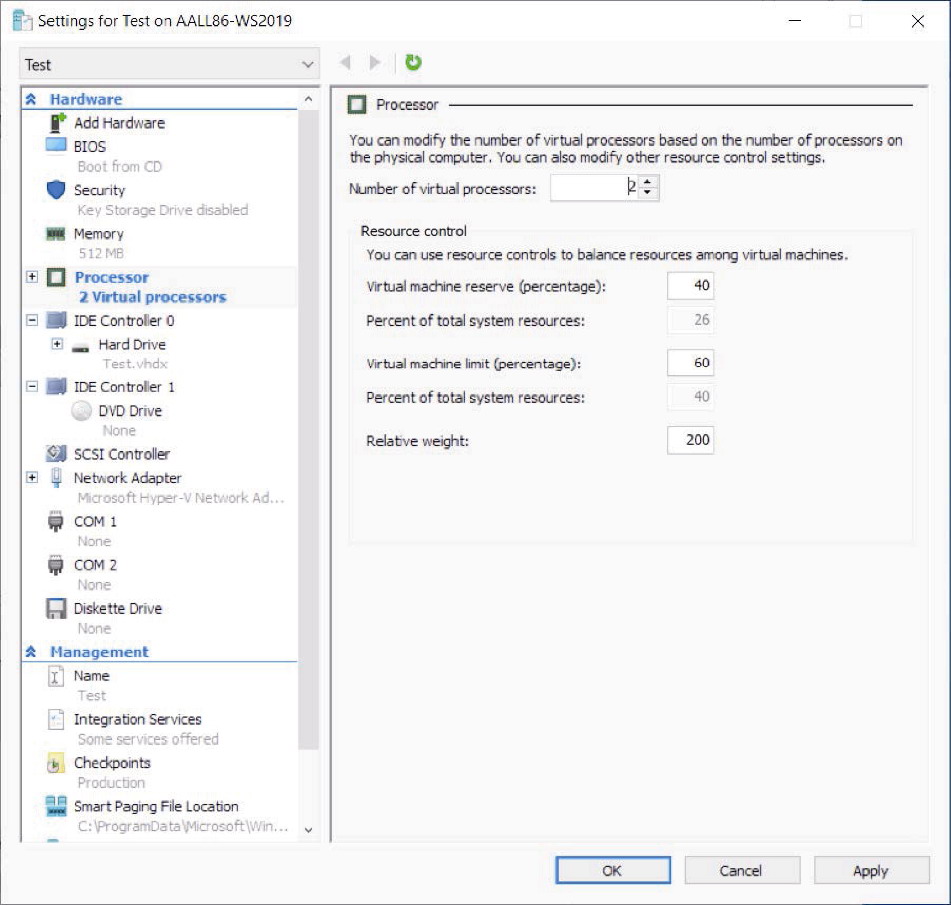 Settings for Test on AALL86-WS2019
Test
Hardware
Add Hardware
BIOS
Boot from CD
Security
Key Storage Drive disabled
Memory
512 MB
Processor
2 Virtual processors
IDE Controller 0
Hard Drive
Test.vhdx
IDE Controller 1
DVD Drive
None
SCSI Controller
Network Adapter
Microsoft Hyper-V Network Ad...
COM 1
None
COM 2
None
Diskette Drive
None
Management
Name
Test
Integration Services
Some services offered
Checkpoints
Production
Smart Paging File Location
C:\ProgramData\Microsoft\Win...
Processor
You can modify the number of virtual processors based on the number of processors on
the physical computer. You can also modify other resource control settings.
Number of virtual processors: 2
Resource control
You can use resource controls to balance resources among virtual machines.
Virtual machine reserve (percentage): 40
Percent of total system resources: 26
Virtual machine limit (percentage): 60
Percent of total system resources: 40
Relative weight: 200
OK Cancel Apply